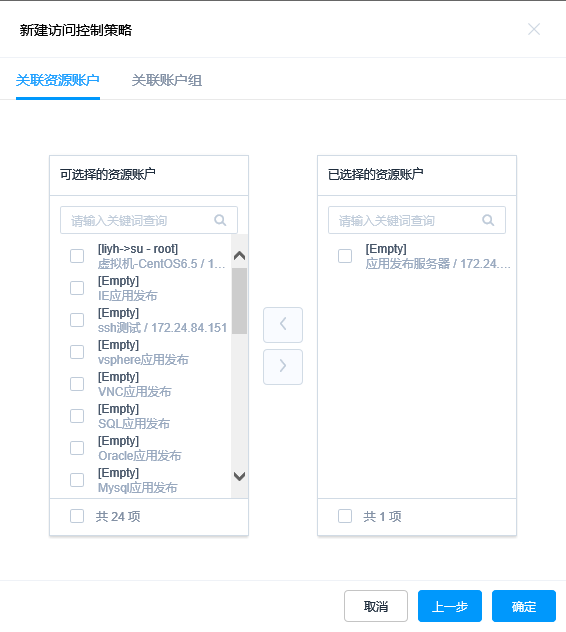 新建访问控制策略
关联资源账户
关联账户组
可选择的资源账户
请输入关键词查询
[liyh->su - root]
虚拟机-CentOS6.5 / 1...
[Empty]
IE应用发布
[Empty]
ssh测试 / 172.24.84.151
[Empty]
vsphere应用发布
[Empty]
VNC应用发布
[Empty]
SQL应用发布
[Empty]
Oracle应用发布
[Empty]
Mysql应用发布
共 24 项
已选择的资源账户
请输入关键词查询
[Empty]
应用发布服务器 / 172.24....
共 1 项
取消
上一步
确定